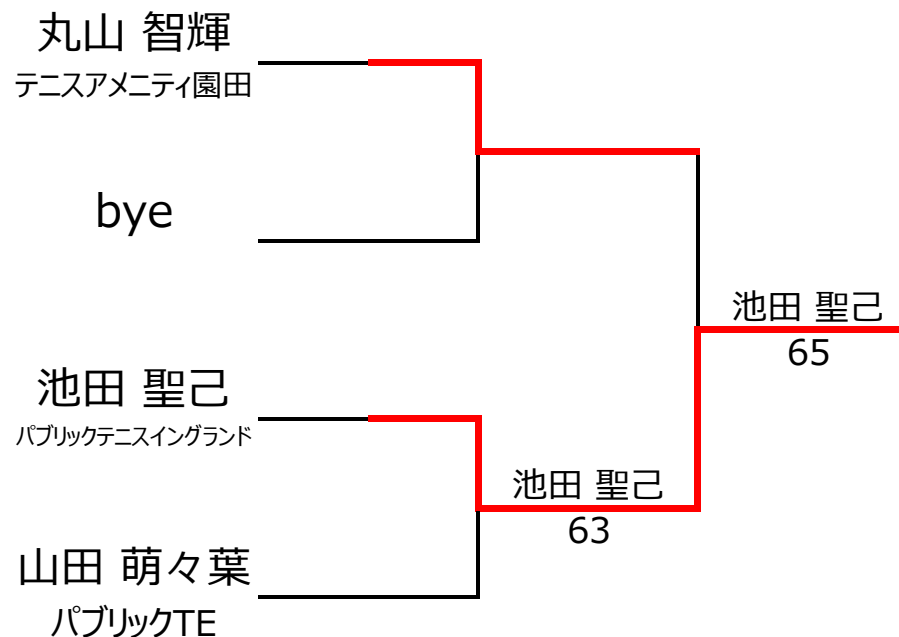 丸山 智輝
テニスアメニティ園田
bye
池田 聖己
65
池田 聖己
パブリックテニスイングランド
池田 聖己
63
山田 萌々葉
パブリックTE